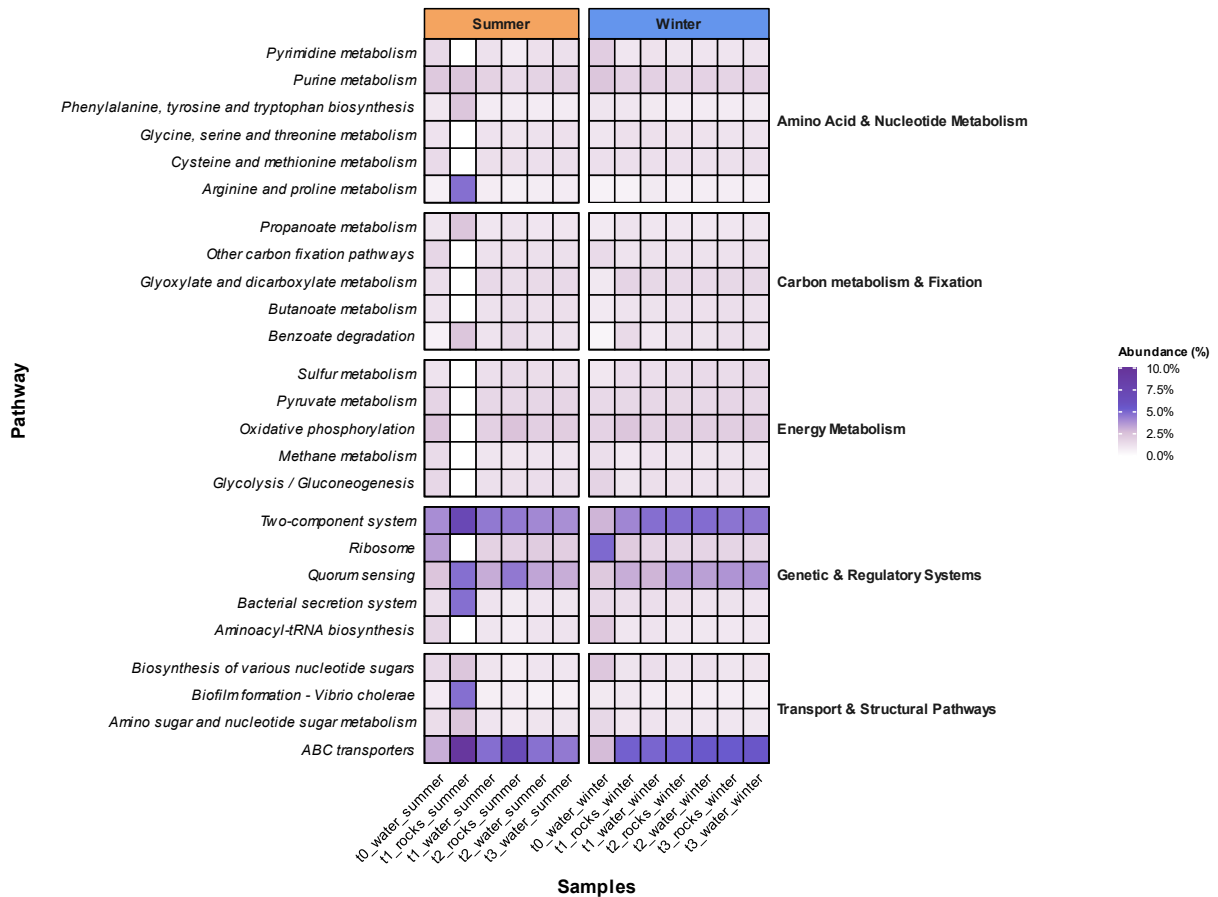 Summer
Winter
Pyrimidine metabolism
Purine metabolism
Phenylalanine, tyrosine and tryptophan biosynthesis
Glycine, serine and threonine metabolism
Cysteine and methionine metabolism
Arginine and proline metabolism
Amino Acid & Nucleotide Metabolism
Propanoate metabolism
Other carbon fixation pathways
Glyoxylate and dicarboxylate metabolism
Butanoate metabolism
Benzoate degradation
Carbon metabolism & Fixation
Sulfur metabolism
Pyruvate metabolism
Oxidative phosphorylation
Methane metabolism
Glycolysis / Gluconeogenesis
Energy Metabolism
Two-component system
Ribosome
Quorum sensing
Bacterial secretion system
Aminoacyl-tRNA biosynthesis
Genetic & Regulatory Systems
Biosynthesis of various nucleotide sugars
Biofilm formation - Vibrio cholerae
Amino sugar and nucleotide sugar metabolism
ABC transporters
Transport & Structural Pathways
Pathway
t0_water_summer
t1_rocks_summer
t1_water_summer
t2_rocks_summer
t2_water_summer
t3_water_summer
t0_water_winter
t1_rocks_winter
t1_water_winter
t2_rocks_winter
t2_water_winter
t3_rocks_winter
t3_water_winter
Samples
Abundance (%)
10.0%
7.5%
5.0%
2.5%
0.0%